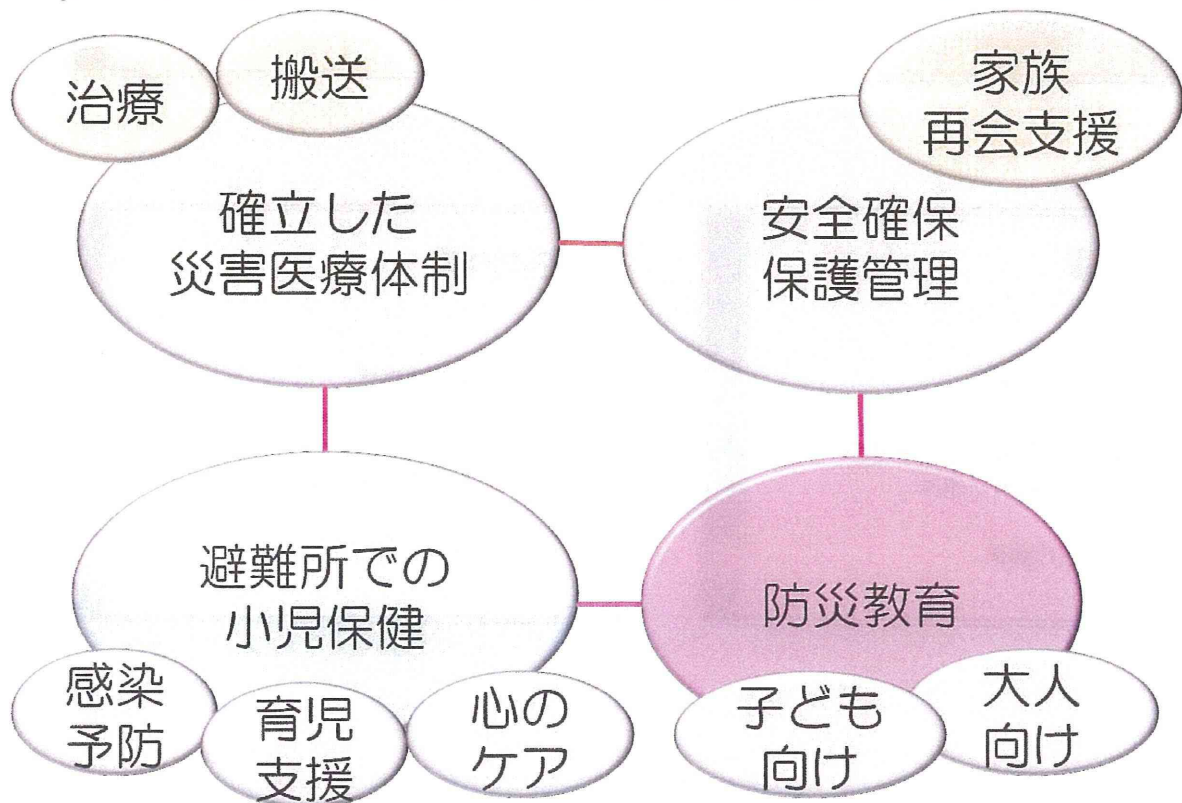 治療
搬送
確立した
災害医療体制
家族
再会支援
安全確保
保護管理
避難所での
小児保健
感染
予防
育児
支援
心の
ケア
防災教育
子ども
向け
大人
向け